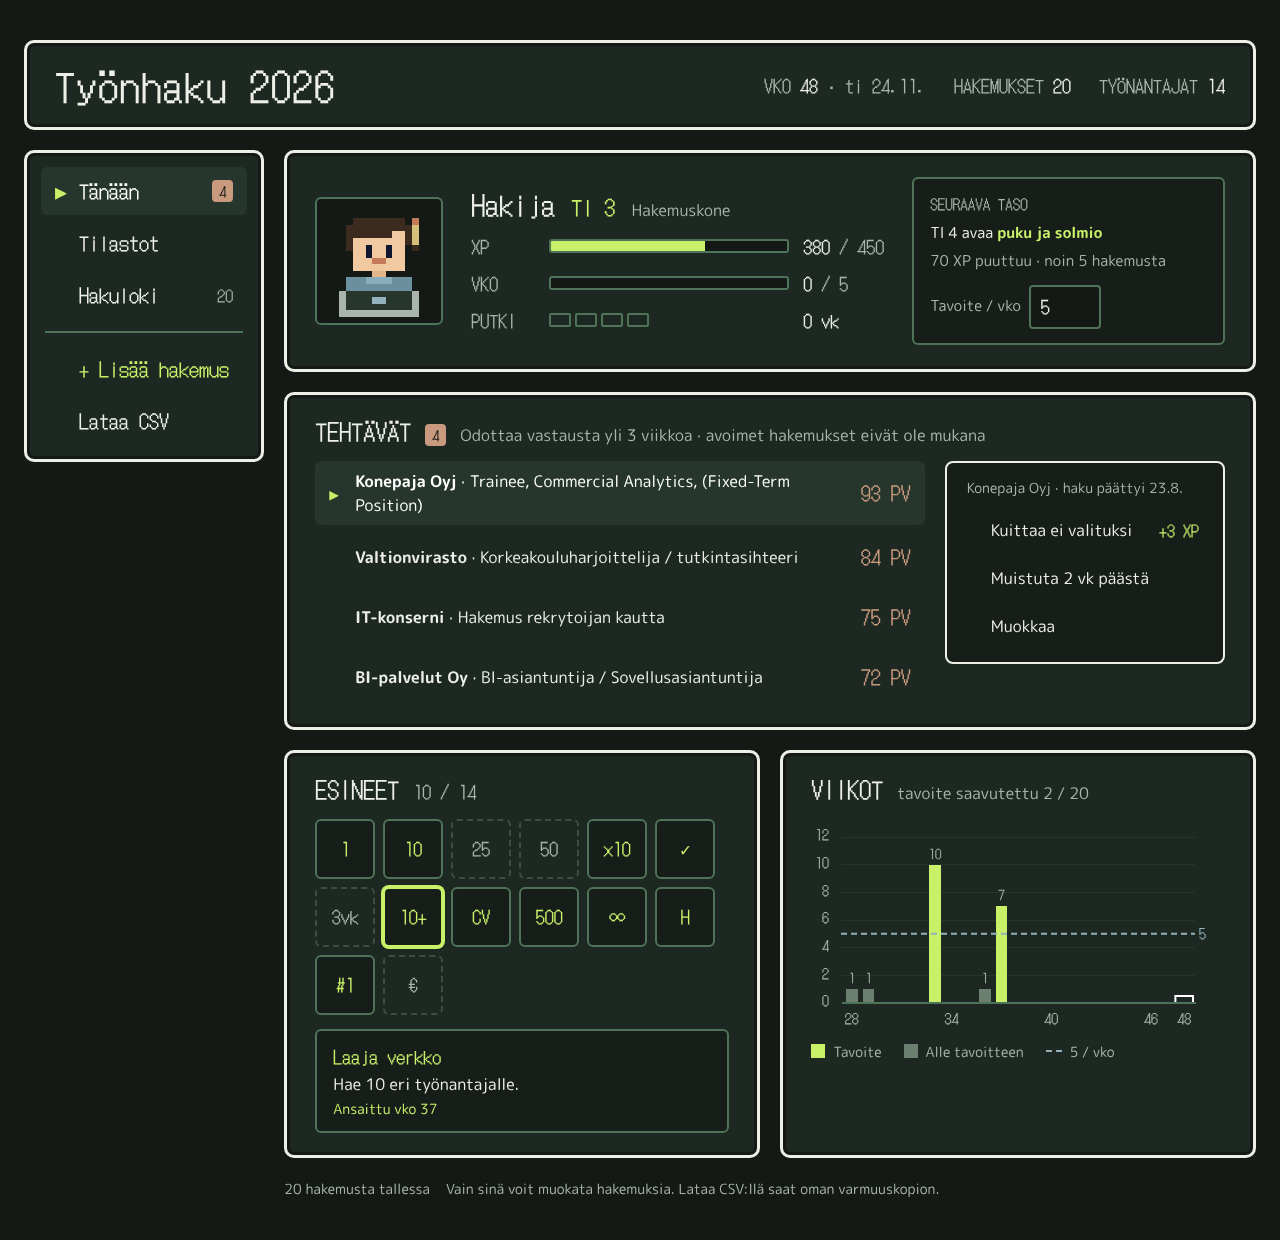 Työnhaku 2026
VKO 48 · ti 24.11. HAKEMUKSET 20 TYÖNANTAJAT 14
▶ Tänään 4
Tilastot
Hakuloki 20
+ Lisää hakemus
Lataa CSV
Hakija TI 3 Hakemuskone
XP 380 / 450
VKO 0 / 5
PUTKI 0 vk
SEURAAVA TASO
TI 4 avaa puku ja solmio
70 XP puuttuu · noin 5 hakemusta
Tavoite / vko 5
TEHTÄVÄT 4 Odottaa vastausta yli 3 viikkoa · avoimet hakemukset eivät ole mukana
▶ Konepaja Oyj · Trainee, Commercial Analytics, (Fixed-Term
Position) 93 PV
Valtionvirasto · Korkeakouluharjoittelija / tutkintasihteeri 84 PV
IT-konserni · Hakemus rekrytoijan kautta 75 PV
BI-palvelut Oy · BI-asiantuntija / Sovellusasiantuntija 72 PV
Konepaja Oyj · haku päättyi 23.8.
Kuittaa ei valituksi +3 XP
Muistuta 2 vk päästä
Muokkaa
ESINEET 10 / 14
1 10 25 50 x10 ✓
3vk 10+ CV 500 ∞ H
#1 €
Laaja verkko
Hae 10 eri työnantajalle.
Ansaittu vko 37
VIIKOT tavoite saavutettu 2 / 20
12
10
8
6
4
2
0
1 1 10 1 7
5
28 34 40 46 48
Tavoite Alle tavoitteen 5 / vko
20 hakemusta tallessa Vain sinä voit muokata hakemuksia. Lataa CSV:llä saat oman varmuuskopion.